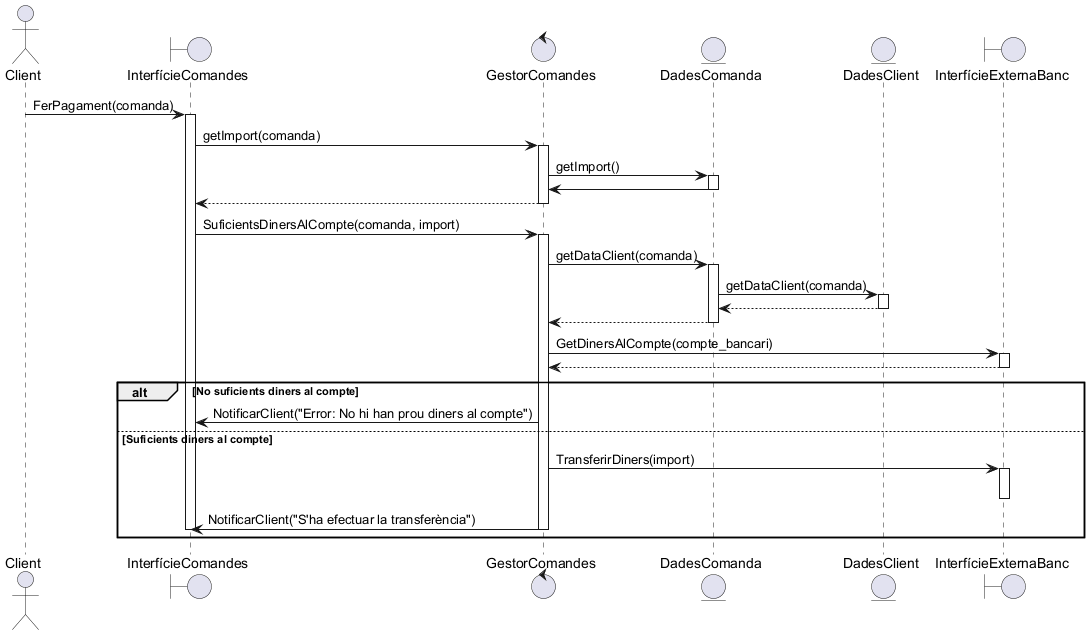 Client
InterfícieComandes
GestorComandes
DadesComanda
DadesClient
InterfícieExternaBanc
FerPagament(comanda)
getImport(comanda)
getImport()
SuficientsDinersAlCompte(comanda, import)
getDataClient(comanda)
getDataClient(comanda)
GetDinersAlCompte(compte_bancari)
alt
[No suficients diners al compte]
NotificarClient("Error: No hi han prou diners al compte")
[Suficients diners al compte]
TransferirDiners(import)
NotificarClient("S'ha efectuar la transferència")
Client
InterfícieComandes
GestorComandes
DadesComanda
DadesClient
InterfícieExternaBanc